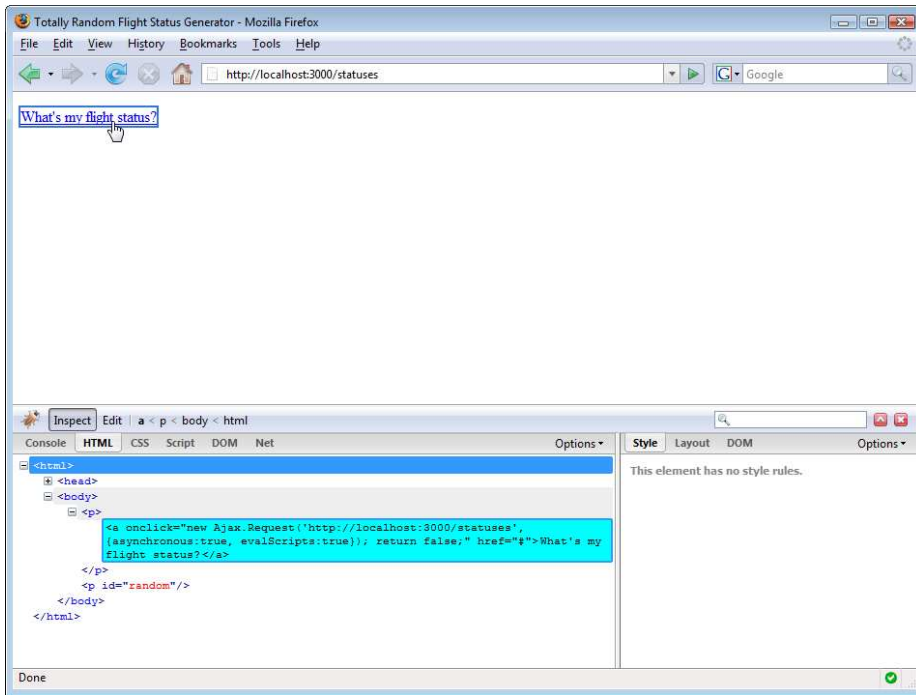 Totally Random Flight Status Generator - Mozilla Firefox
File Edit View History Bookmarks Tools Help
http://localhost:3000/statuses
G Google
What's my flight status?
Inspect Edit a < p < body < html
Console HTML CSS Script DOM Net Options
Style Layout DOM Options
<html>
<head>
<body>
<p>
<a onclick="new Ajax.Request('http://localhost:3000/statuses',
{asynchronous:true, evalScripts:true}); return false;" href="#">What's my
flight status?</a>
</p>
<p id="random"/>
</body>
</html>
This element has no style rules.
Done